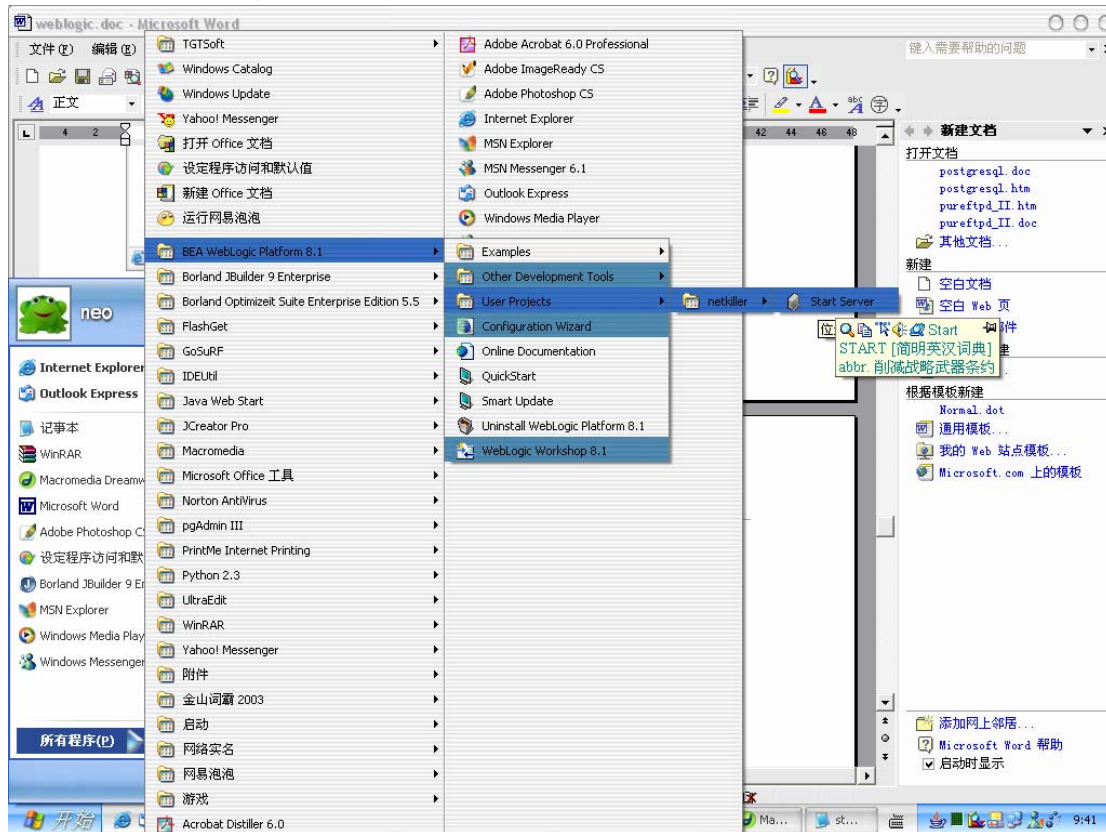 weblogic.doc - Microsoft Word
文件(F) 编辑(E)
键入需要帮助的问题
正文
4 2
42 44 46 48
新建文档
打开文档
postgresql.doc
postgresql.htm
pureftpd_II.htm
pureftpd_II.doc
其他文档...
新建
空白文档
空白 Web 页
件
建
根据模板新建
Normal.dot
通用模板...
我的 Web 站点模板...
Microsoft.com 上的模板
添加网上邻居...
Microsoft Word 帮助
启动时显示
neo
Internet Explorer
Outlook Express
记事本
WinRAR
Macromedia Dreamw
Microsoft Word
Adobe Photoshop C
设定程序访问和默
Borland JBuilder 9 En
MSN Explorer
Windows Media Play
Windows Messenger
所有程序(P)
TGTSoft
Windows Catalog
Windows Update
Yahoo! Messenger
打开 Office 文档
设定程序访问和默认值
新建 Office 文档
运行网易泡泡
BEA WebLogic Platform 8.1
Borland JBuilder 9 Enterprise
Borland Optimizeit Suite Enterprise Edition 5.5
FlashGet
GoSuRF
IDEUtil
Java Web Start
JCreator Pro
Macromedia
Microsoft Office 工具
Norton AntiVirus
pgAdmin III
PrintMe Internet Printing
Python 2.3
UltraEdit
WinRAR
Yahoo! Messenger
附件
金山词霸 2003
启动
网络实名
网易泡泡
游戏
Acrobat Distiller 6.0
Adobe Acrobat 6.0 Professional
Adobe ImageReady CS
Adobe Photoshop CS
Internet Explorer
MSN Explorer
MSN Messenger 6.1
Outlook Express
Windows Media Player
Examples
Other Development Tools
User Projects
Configuration Wizard
Online Documentation
QuickStart
Smart Update
Uninstall WebLogic Platform 8.1
WebLogic Workshop 8.1
netkiller
Start Server
位
Start
START [简明英汉词典]
abbr. 削减战略武器条约
开始
Ma...
st...
9:41